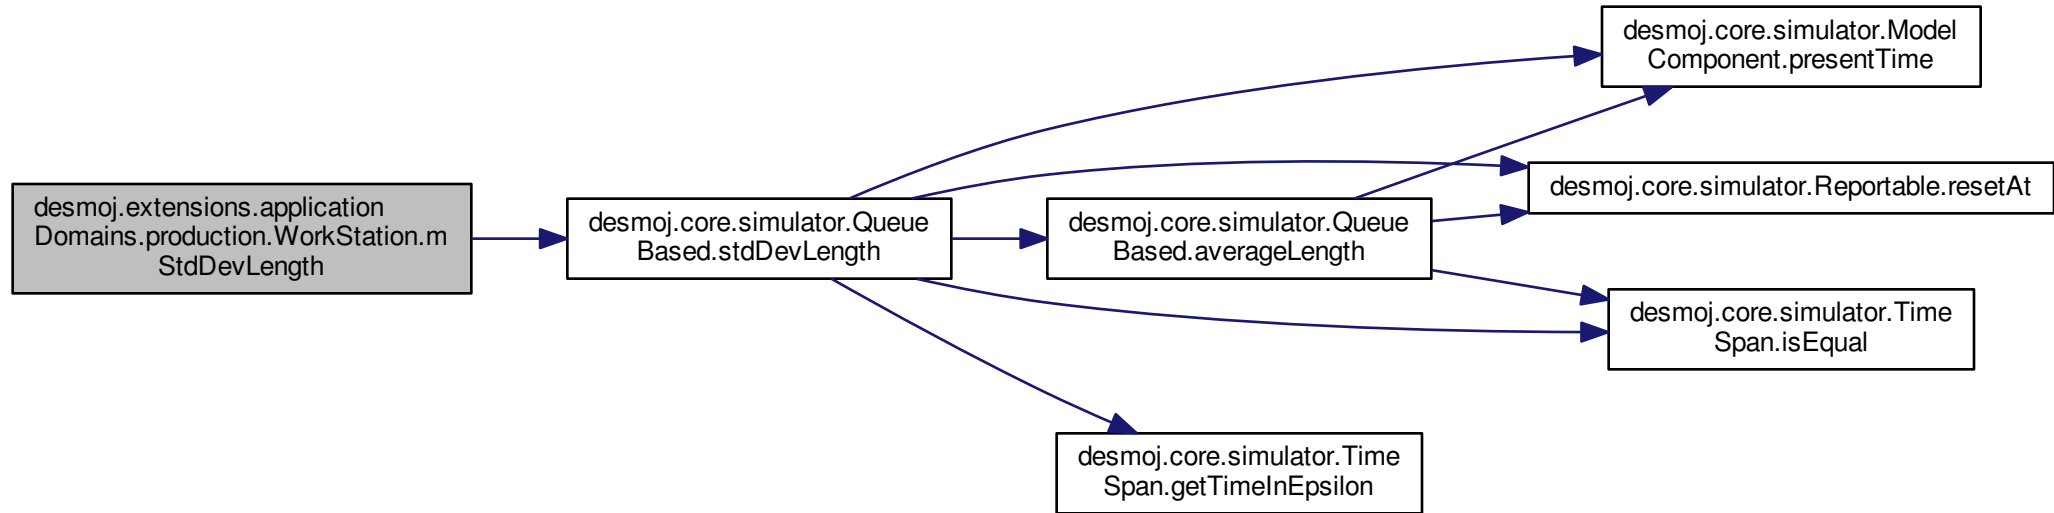 desmoj.extensions.application
Domains.production.WorkStation.m
StdDevLength
desmoj.core.simulator.Queue
Based.stdDevLength
desmoj.core.simulator.Queue
Based.averageLength
desmoj.core.simulator.Model
Component.presentTime
desmoj.core.simulator.Reportable.resetAt
desmoj.core.simulator.Time
Span.isEqual
desmoj.core.simulator.Time
Span.getTimeInEpsilon